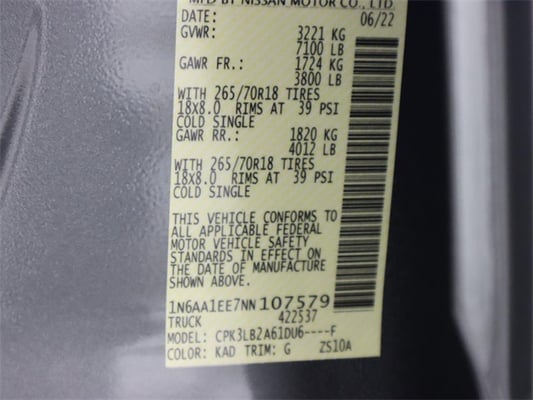 MFD BY NISSAN MOTOR CO., LTD.
DATE: 06/22
GVWR: 3221 KG
7100 LB
GAWR FR.: 1724 KG
3800 LB
WITH 265/70R18 TIRES
18x8.0 RIMS AT 39 PSI
COLD SINGLE
GAWR RR.: 1820 KG
4012 LB
WITH 265/70R18 TIRES
18x8.0 RIMS AT 39 PSI
COLD SINGLE
THIS VEHICLE CONFORMS TO
ALL APPLICABLE FEDERAL
MOTOR VEHICLE SAFETY
STANDARDS IN EFFECT ON
THE DATE OF MANUFACTURE
SHOWN ABOVE.
1N6AA1EE7NN107579
TRUCK 422537
MODEL: CPK3LB2A61DU6----F
COLOR: KAD TRIM: G ZS10A